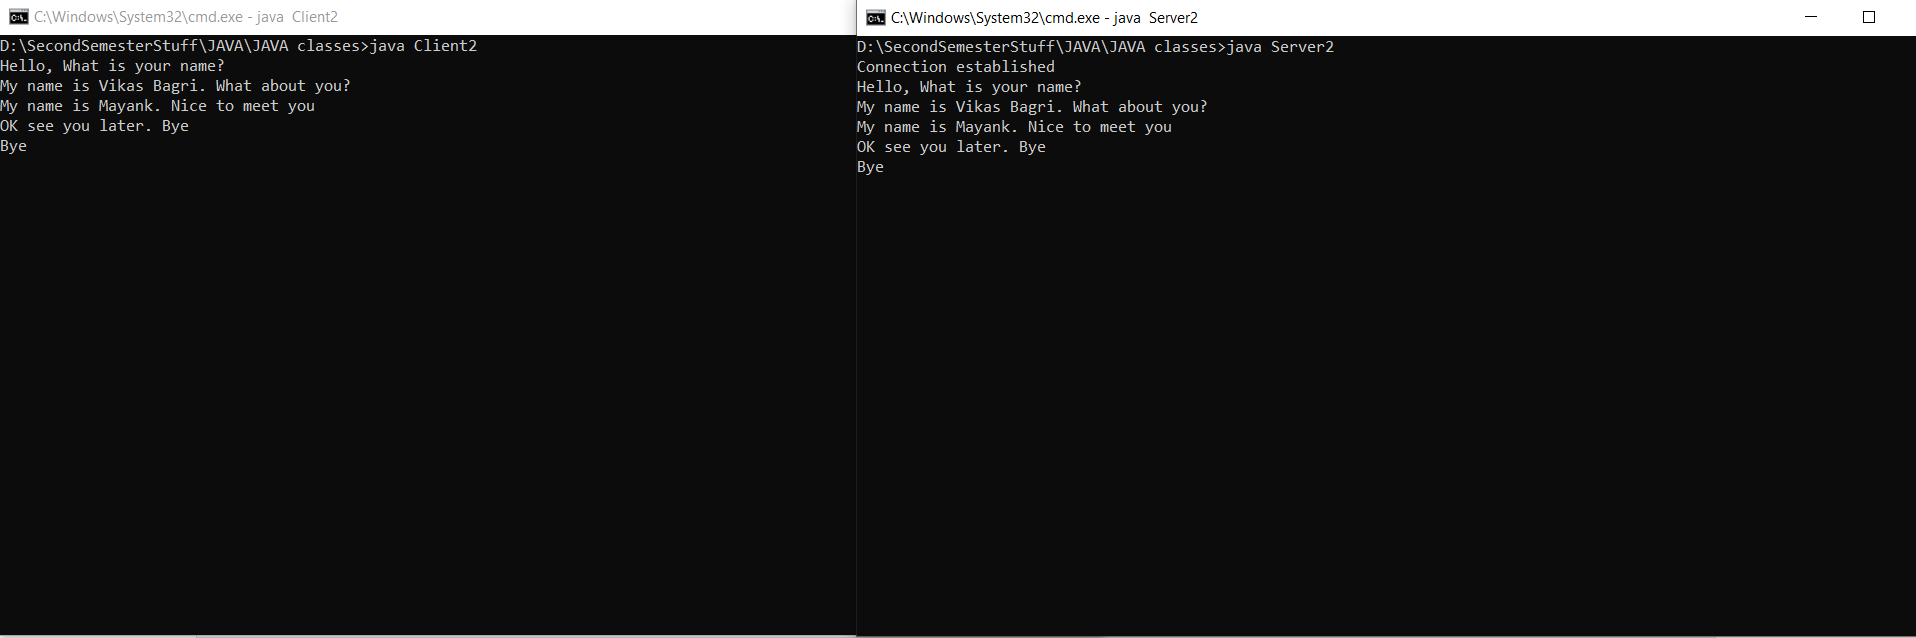 C:\Windows\System32\cmd.exe - java  Client2
D:\SecondSemesterStuff\JAVA\JAVA classes>java Client2
Hello, What is your name?
My name is Vikas Bagri. What about you?
My name is Mayank. Nice to meet you
OK see you later. Bye
Bye
C:\Windows\System32\cmd.exe - java  Server2
D:\SecondSemesterStuff\JAVA\JAVA classes>java Server2
Connection established
Hello, What is your name?
My name is Vikas Bagri. What about you?
My name is Mayank. Nice to meet you
OK see you later. Bye
Bye